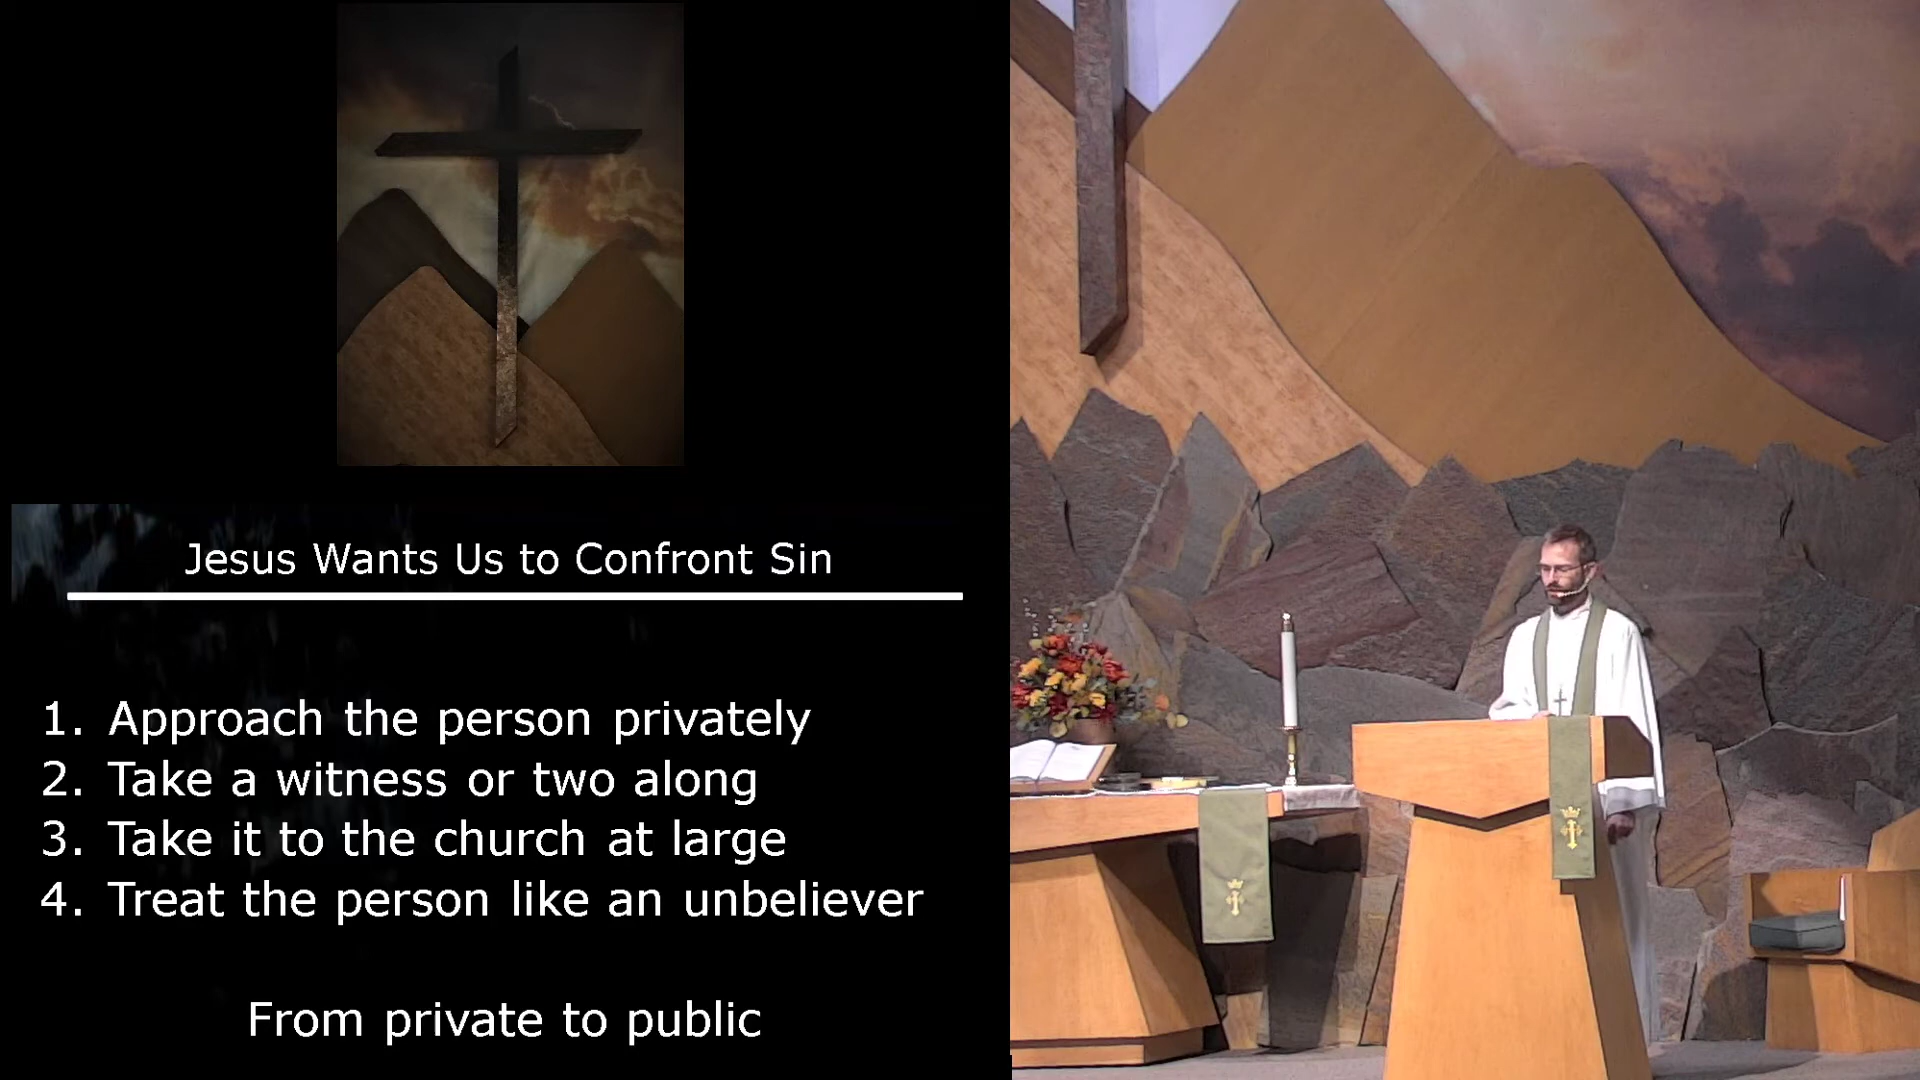 Jesus Wants Us to Confront Sin
1. Approach the person privately
2. Take a witness or two along
3. Take it to the church at large
4. Treat the person like an unbeliever
From private to public